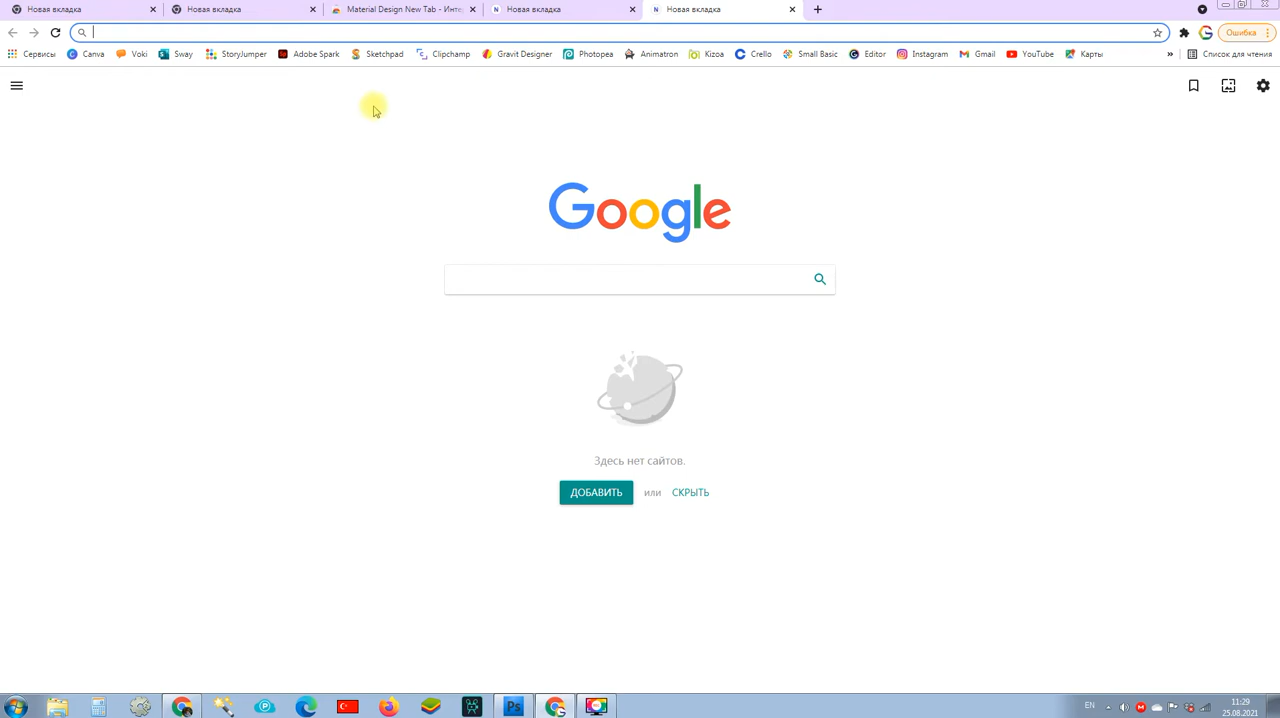 Новая вкладка Новая вкладка Material Design New Tab - Инте Новая вкладка Новая вкладка
Ошибка
Сервисы Canva Voki Sway StoryJumper Adobe Spark Sketchpad Clipchamp Gravit Designer Photopea Animatron Kizoa Crello Small Basic Editor Instagram Gmail YouTube Карты » Список для чтения
Google
Здесь нет сайтов.
ДОБАВИТЬ или СКРЫТЬ
Ps EN 11:29
25.08.2021